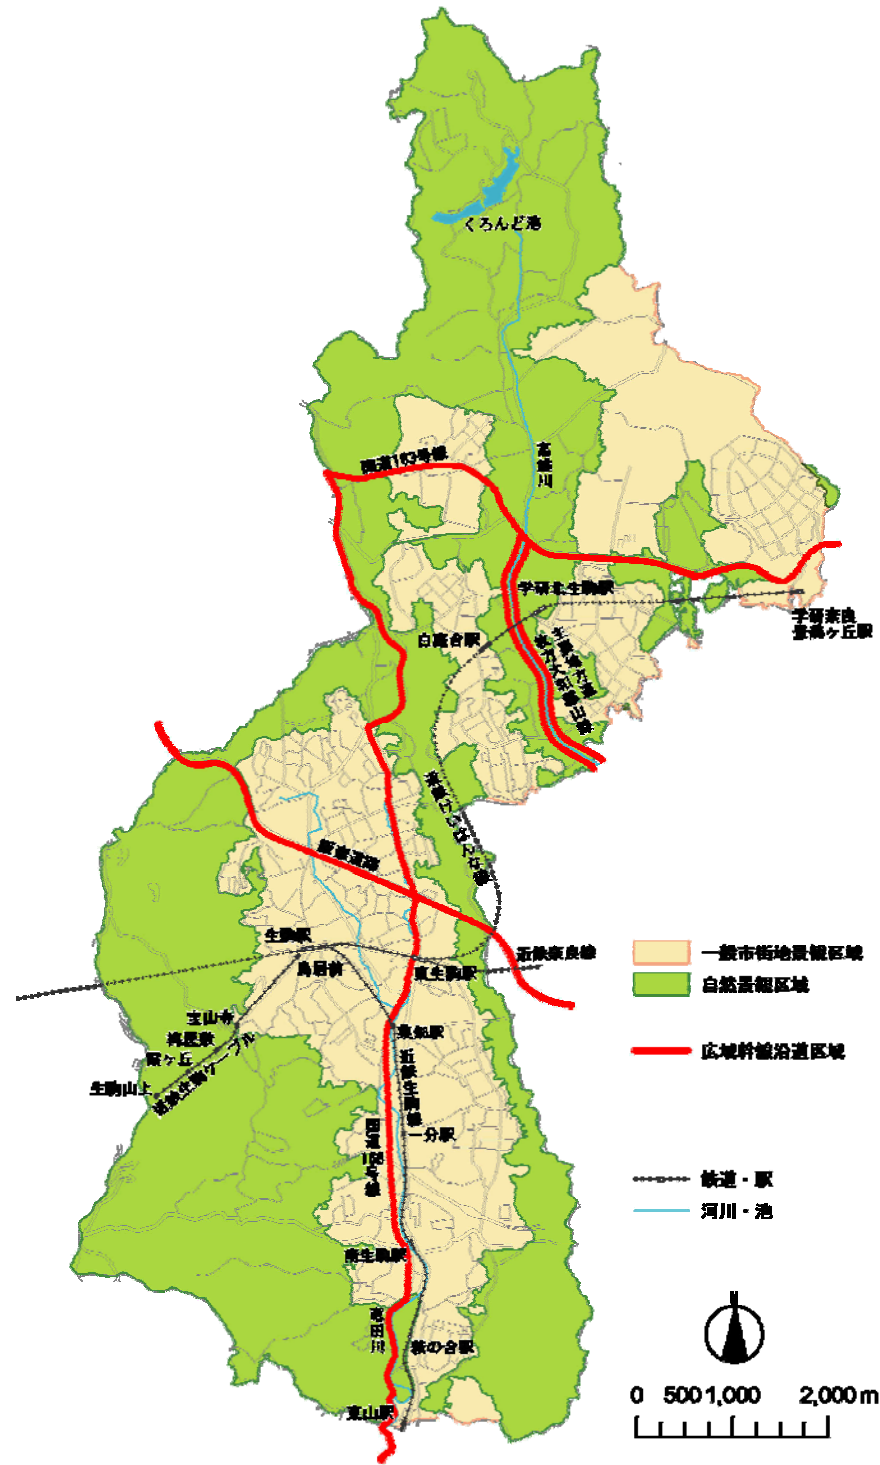 くろんど池
国道163号線
富雄川
学研北生駒駅
学研奈良
登美ヶ丘駅
白庭台駅
主要地方道
枚方大和郡山線
近鉄けいはんな線
阪奈道路
生駒駅
鳥居前
近鉄奈良線
東生駒駅
宝山寺
梅屋敷
霞ヶ丘
生駒山上
近鉄生駒ケーブル
菜畑駅
近鉄生駒線
一分駅
国道168号線
南生駒駅
竜田川
萩の台駅
東山駅
一般市街地景観区域
自然景観区域
広域幹線沿道区域
鉄道・駅
河川・池
N
0 500 1,000 2,000m